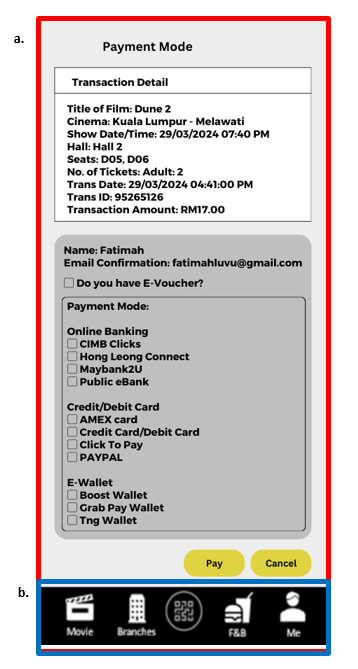 a.
Payment Mode
Transaction Detail
Title of Film: Dune 2
Cinema: Kuala Lumpur - Melawati
Show Date/Time: 29/03/2024 07:40 PM
Hall: Hall 2
Seats: D05, D06
No. of Tickets: Adult: 2
Trans Date: 29/03/2024 04:41:00 PM
Trans ID: 95265126
Transaction Amount: RM17.00
Name: Fatimah
Email Confirmation: fatimahluvu@gmail.com
Do you have E-Voucher?
Payment Mode:
Online Banking
CIMB Clicks
Hong Leong Connect
Maybank2U
Public eBank
Credit/Debit Card
AMEX card
Credit Card/Debit Card
Click To Pay
PAYPAL
E-Wallet
Boost Wallet
Grab Pay Wallet
Tng Wallet
Pay Cancel
b.
Movie Branches F&B Me